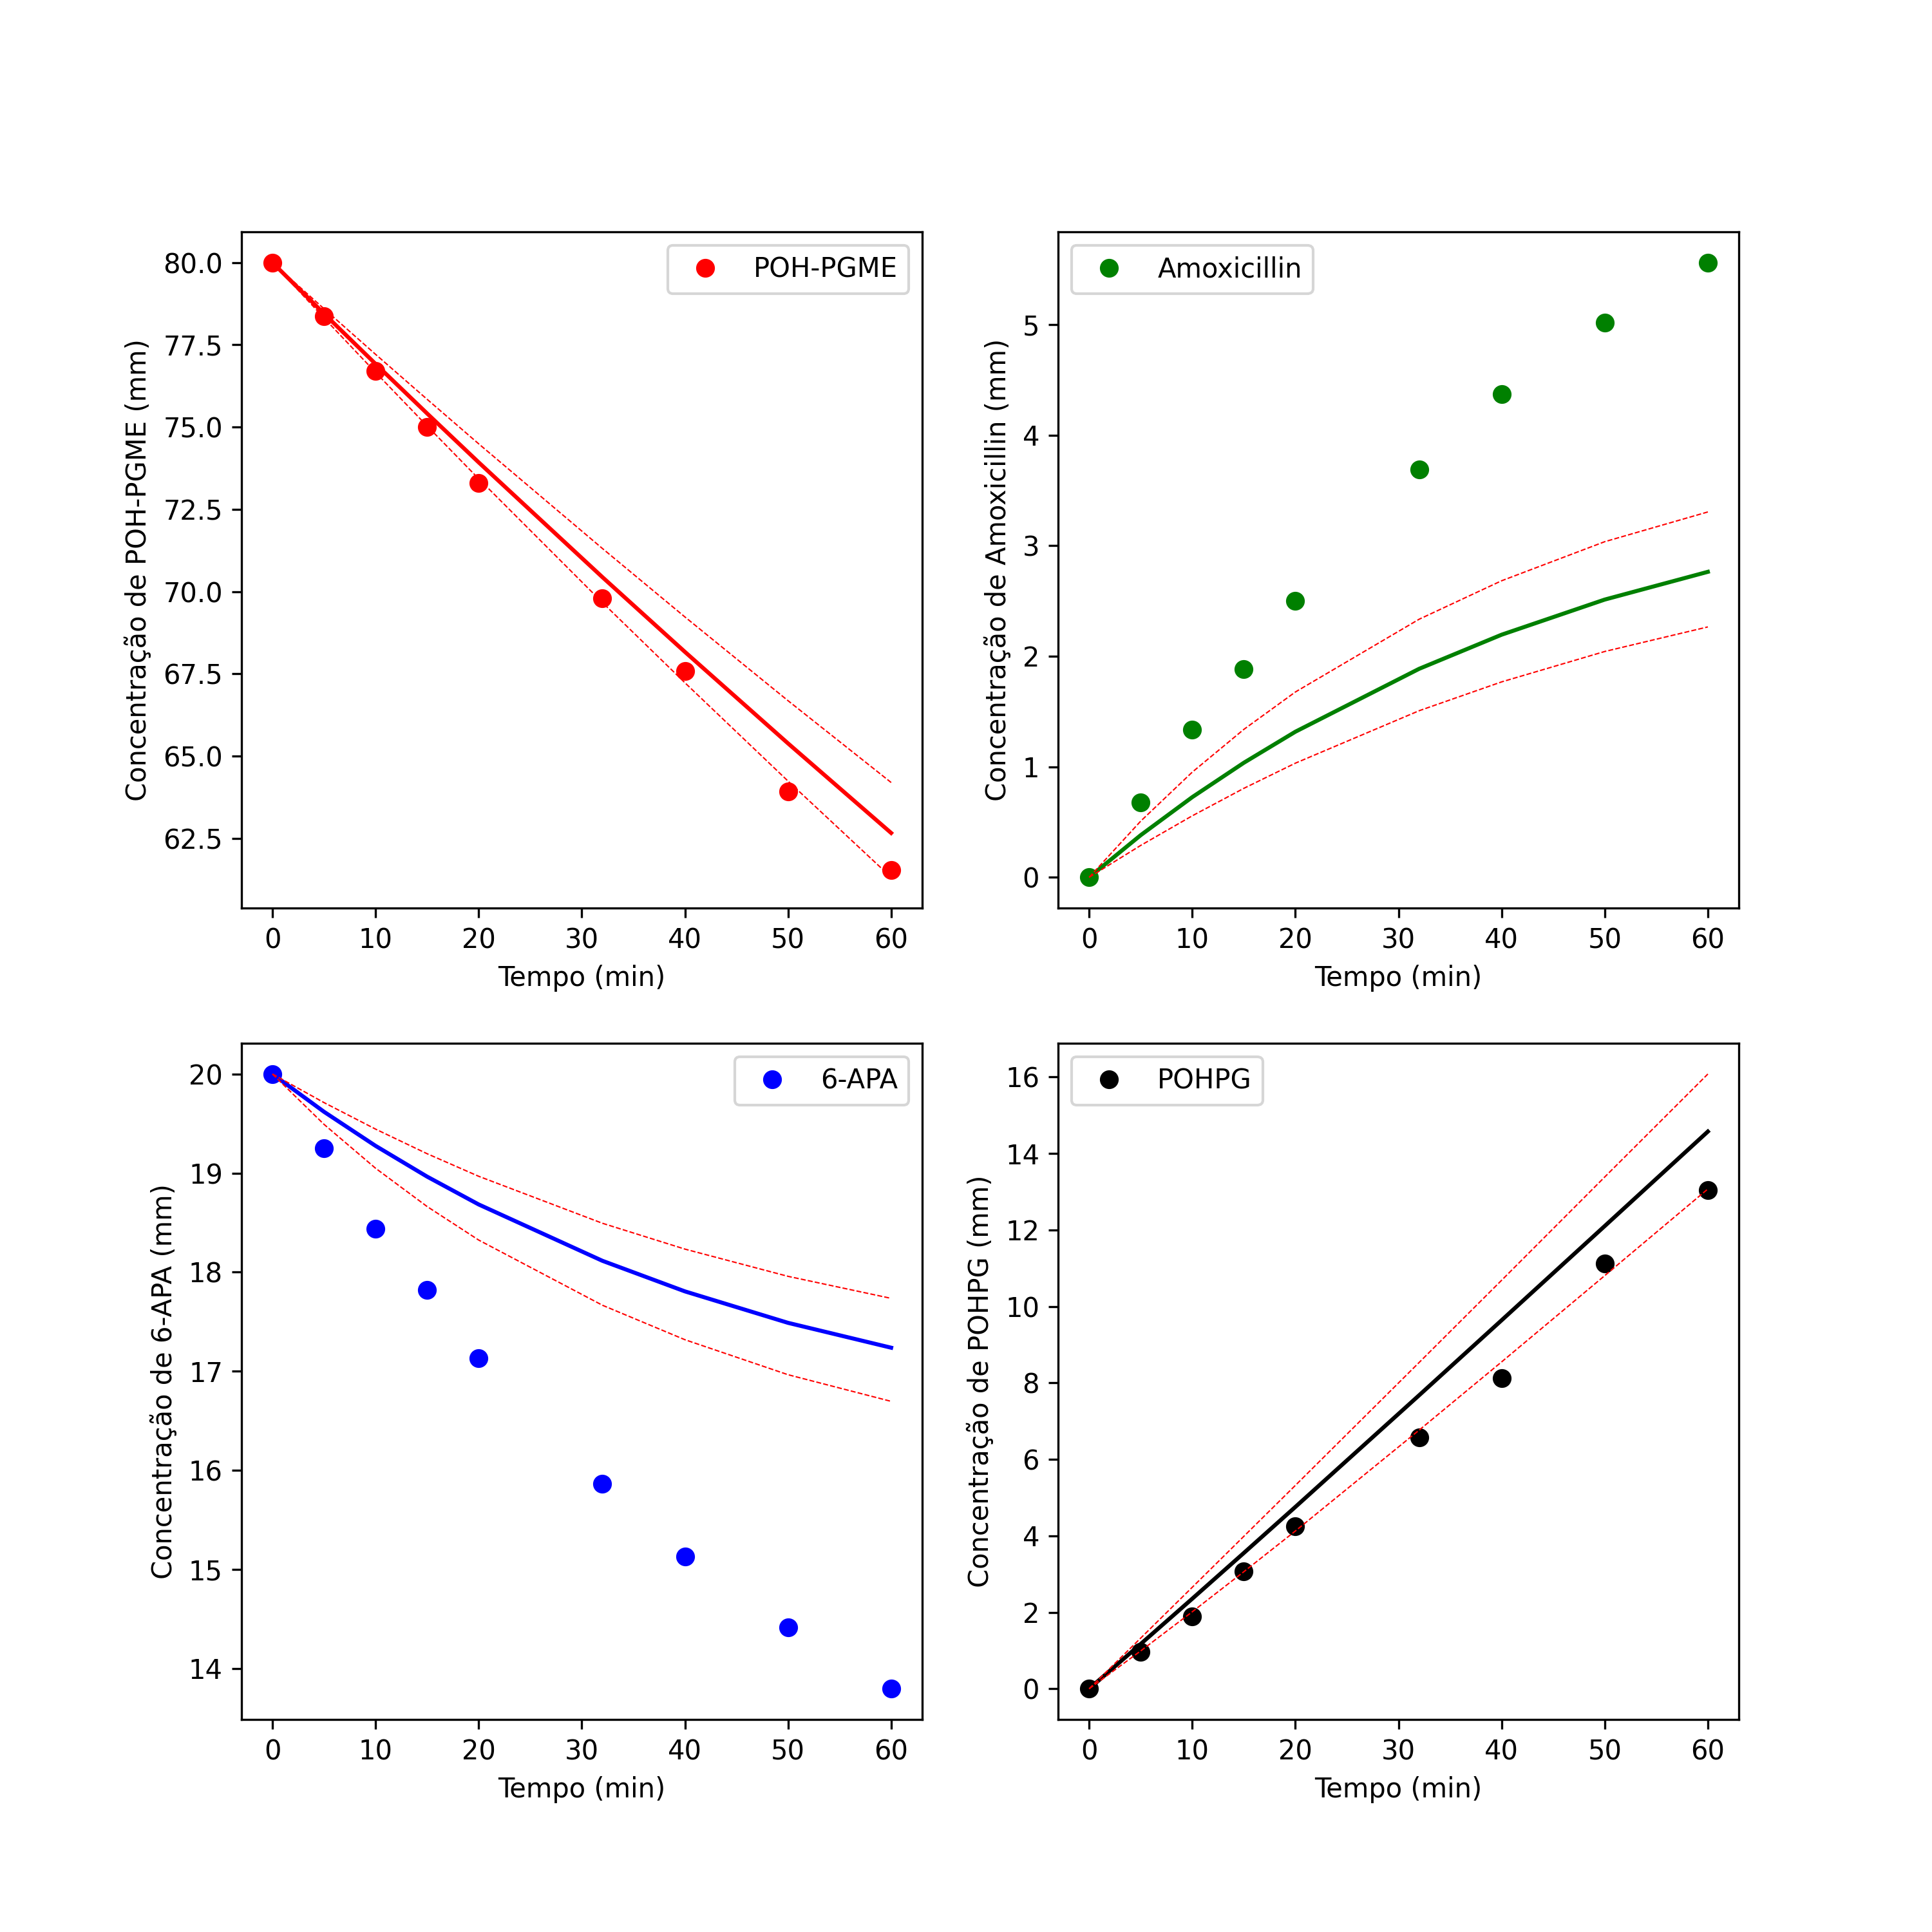 POH-PGME
Concentração de POH-PGME (mm)
80.0
77.5
75.0
72.5
70.0
67.5
65.0
62.5
0 10 20 30 40 50 60
Tempo (min)
Amoxicillin
Concentração de Amoxicillin (mm)
5
4
3
2
1
0
0 10 20 30 40 50 60
Tempo (min)
6-APA
Concentração de 6-APA (mm)
20
19
18
17
16
15
14
0 10 20 30 40 50 60
Tempo (min)
POHPG
Concentração de POHPG (mm)
16
14
12
10
8
6
4
2
0
0 10 20 30 40 50 60
Tempo (min)